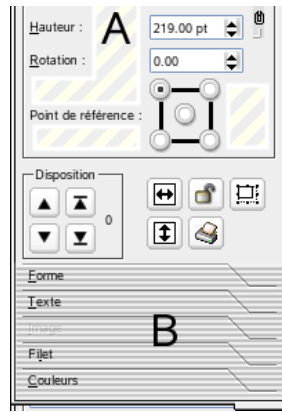 Hauteur : A 219.00 pt
Rotation : 0.00
Point de référence :
Disposition
0
Forme
Texte
Image
B
Filet
Couleurs